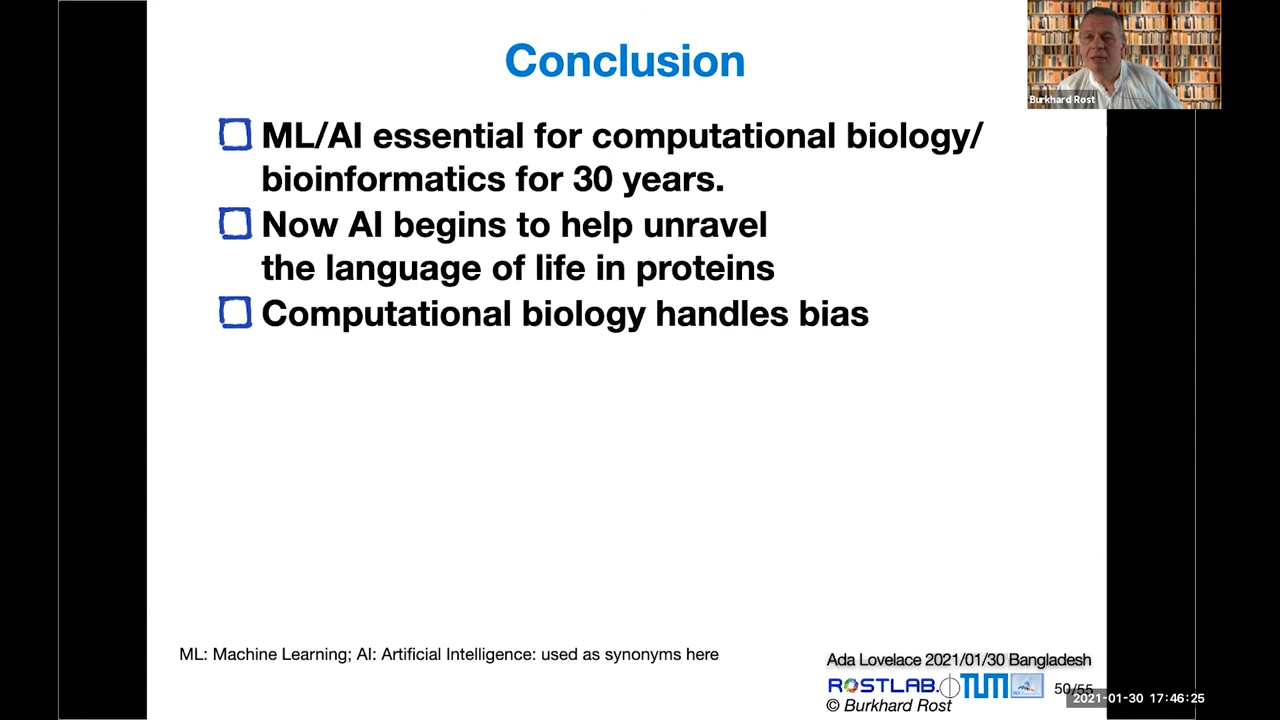 Conclusion
Burkhard Rost
ML/AI essential for computational biology/
bioinformatics for 30 years.
Now AI begins to help unravel
the language of life in proteins
Computational biology handles bias
ML: Machine Learning; AI: Artificial Intelligence: used as synonyms here
Ada Lovelace 2021/01/30 Bangladesh
ROSTLAB. TUM
50/55
© Burkhard Rost
2021-01-30 17:46:25